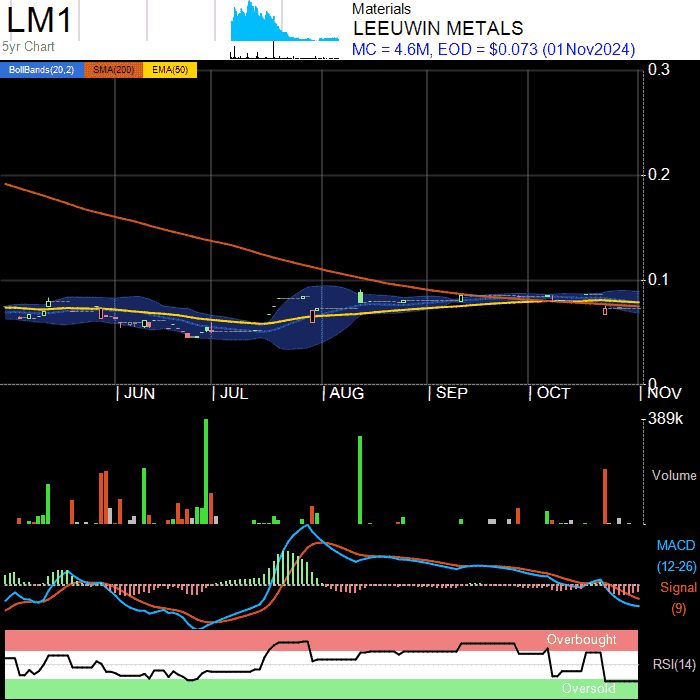 LM1
5yr Chart
Materials
LEEUWIN METALS
MC = 4.6M, EOD = $0.073 (01Nov2024)
BollBands(20,2) SMA(200) EMA(50)
0.3
0.2
0.1
0
JUN JUL AUG SEP OCT NOV
389k
Volume
MACD
(12-26)
Signal
(9)
Overbought
RSI(14)
Oversold